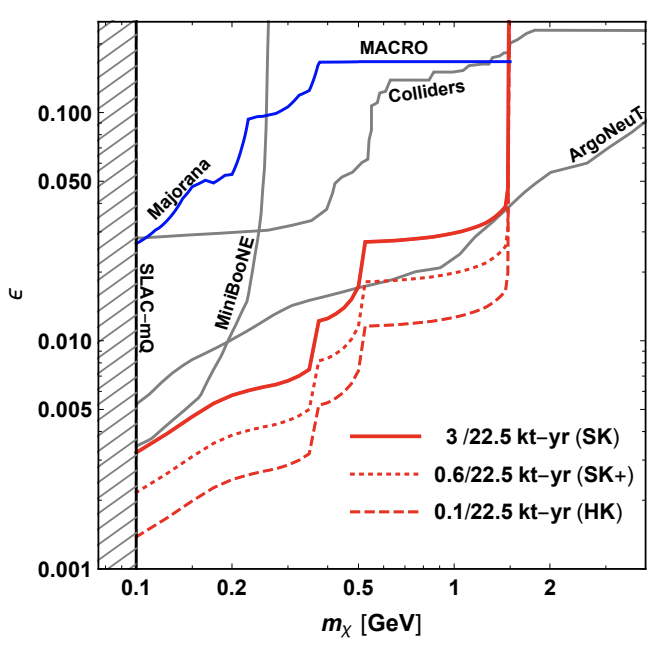 MACRO
Colliders
ArgoNeuT
Majorana
MiniBooNE
SLAC−mQ
0.100
0.050
0.010
0.005
0.001
ϵ
3 /22.5 kt−yr (SK)
0.6/22.5 kt−yr (SK+)
0.1/22.5 kt−yr (HK)
0.1 0.2 0.5 1 2
mχ [GeV]